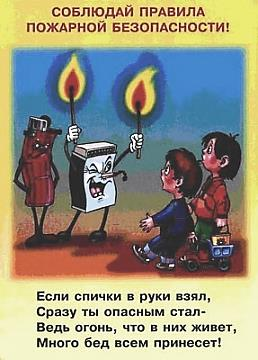 СОБЛЮДАЙ ПРАВИЛА
ПОЖАРНОЙ БЕЗОПАСНОСТИ!
Если спички в руки взял,
Сразу ты опасным стал-
Ведь огонь, что в них живет,
Много бед всем принесет!